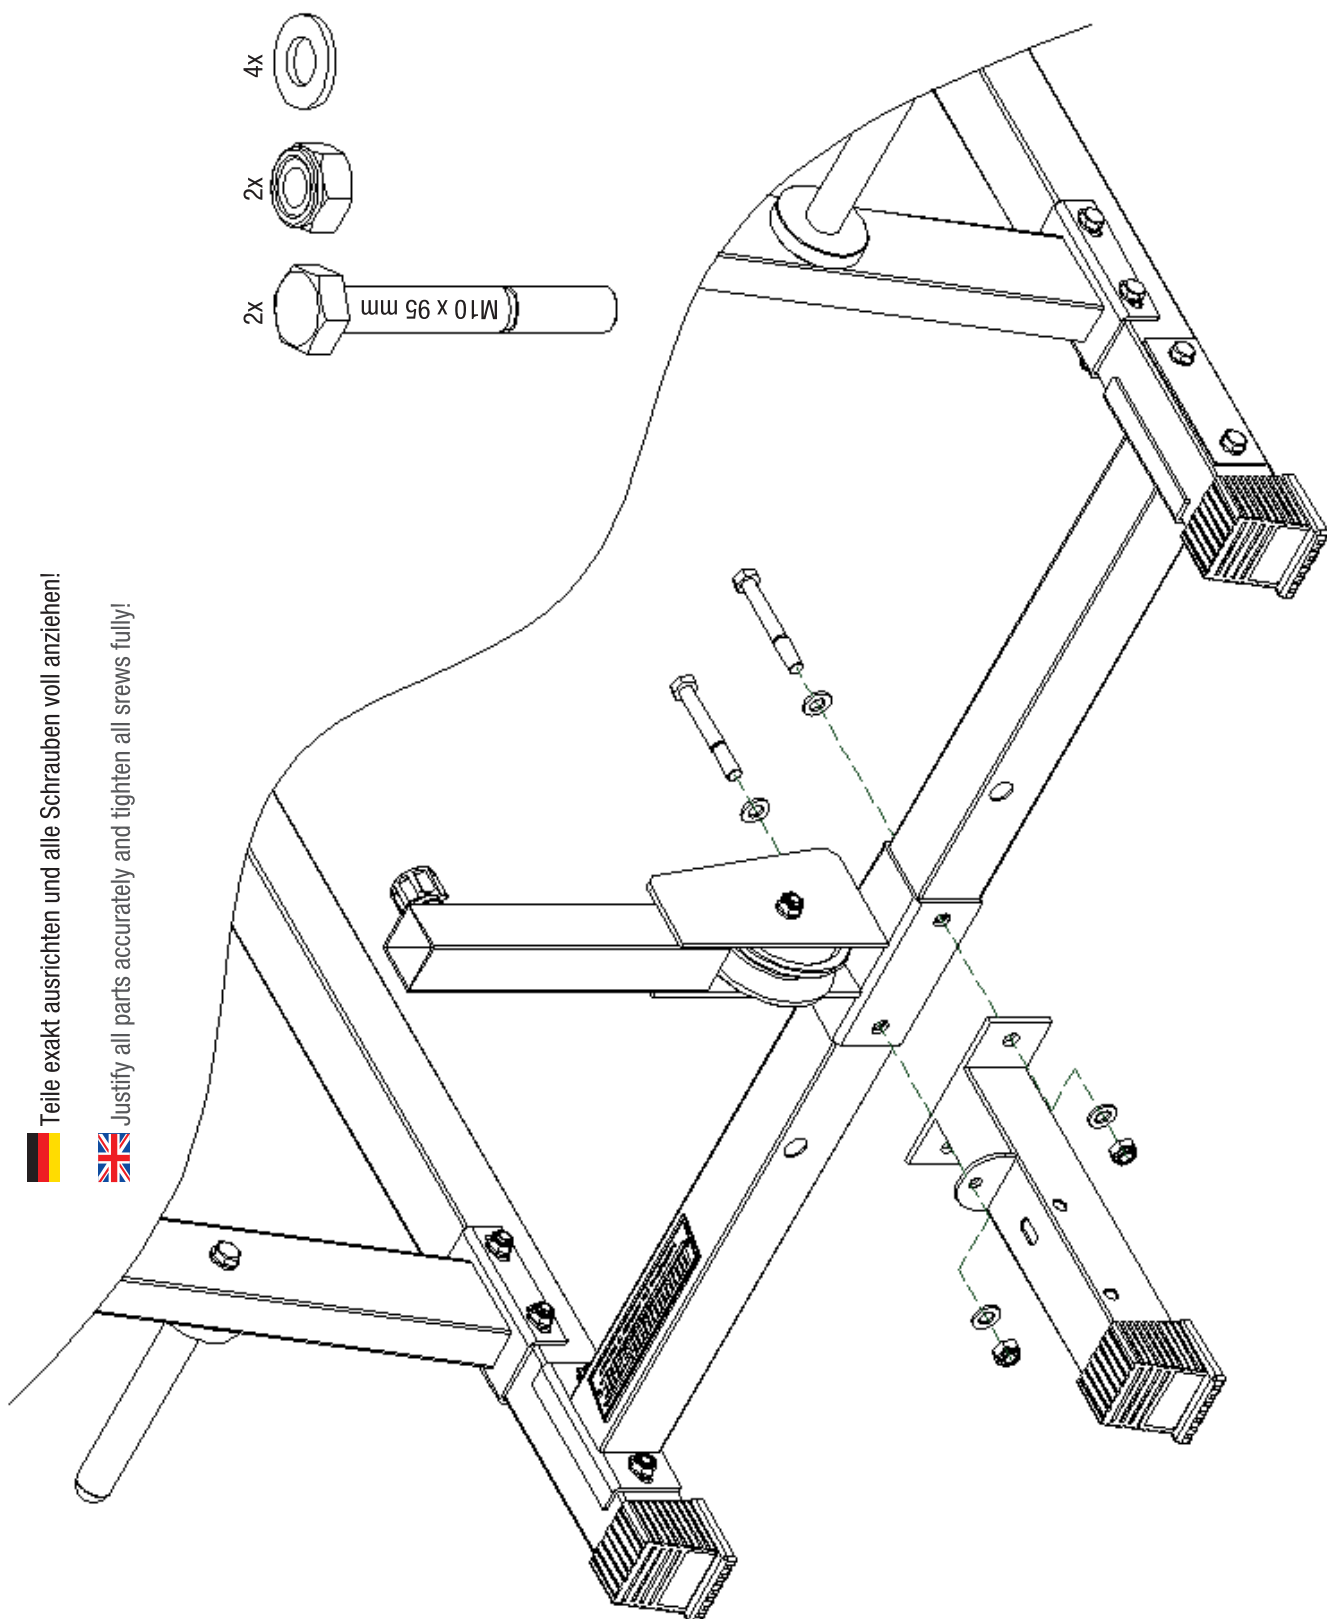 Teile exakt ausrichten und alle Schrauben voll anziehen!
Justify all parts accurately and tighten all srews fully!
2x
M10 x 95 mm
2x
4x